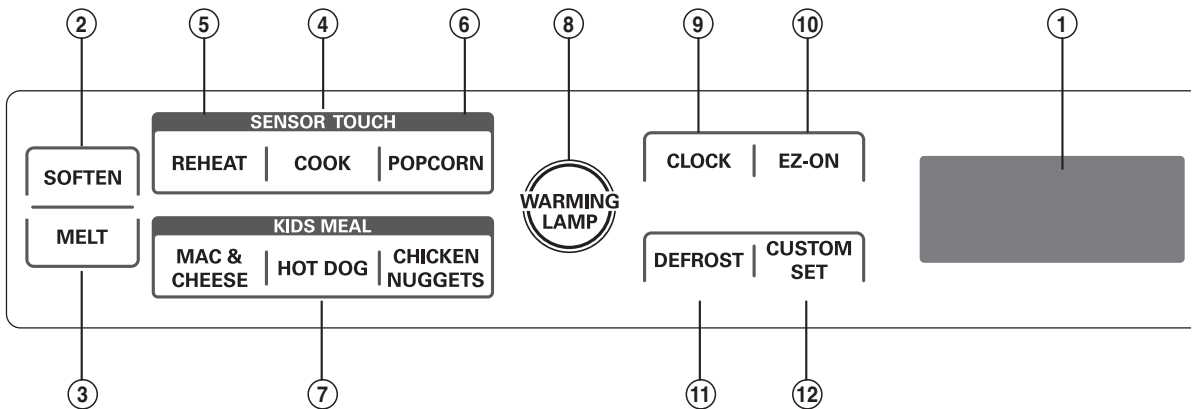 2 5 4 6 8 9 10 1
SENSOR TOUCH
REHEAT COOK POPCORN
SOFTEN
MELT
KIDS MEAL
MAC &
CHEESE
HOT DOG
CHICKEN
NUGGETS
WARMING
LAMP
CLOCK EZ-ON
DEFROST
CUSTOM
SET
3 7 11 12